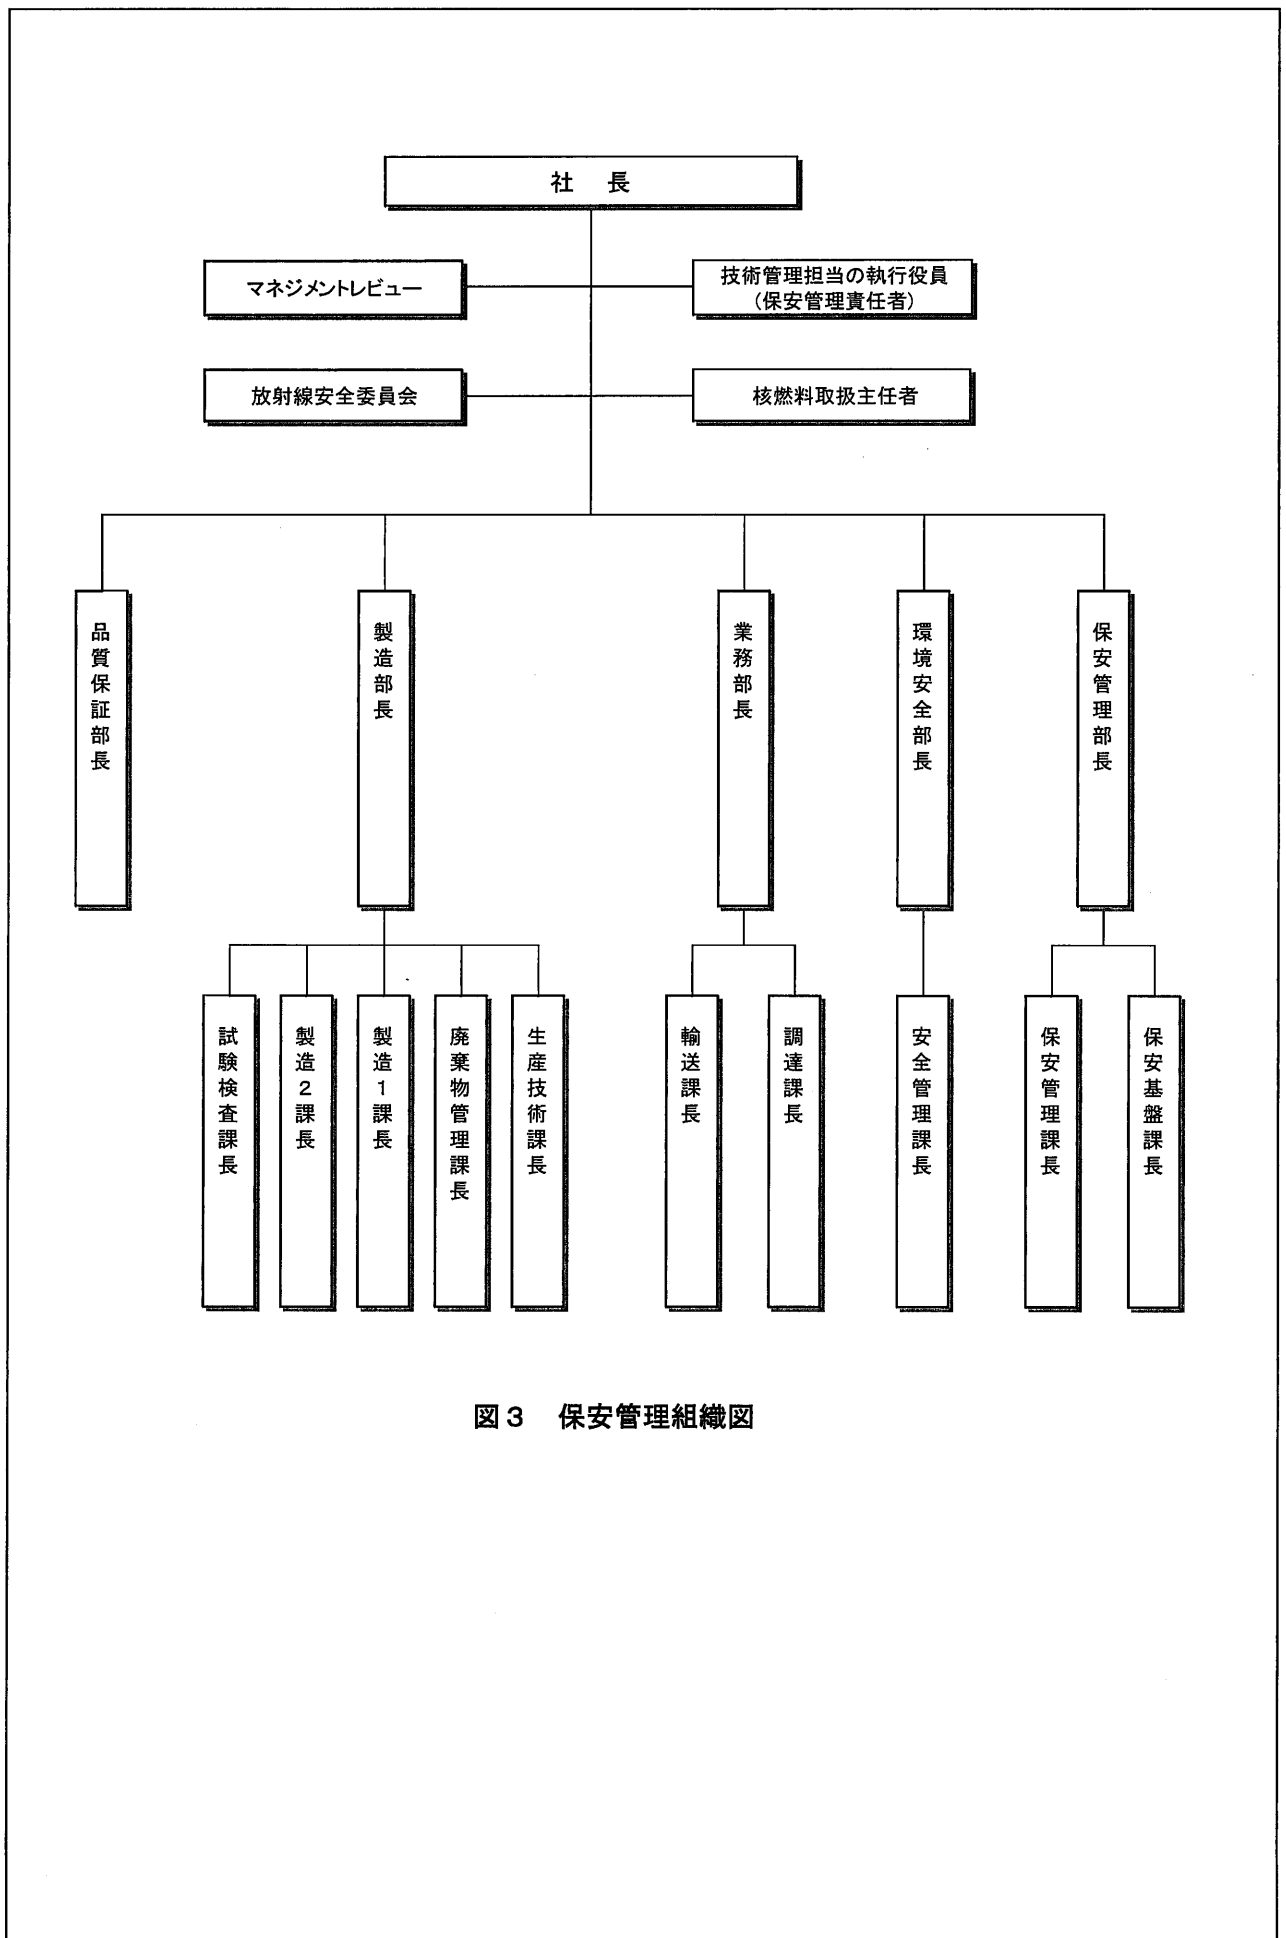 社　長
マネジメントレビュー
技術管理担当の執行役員
（保安管理責任者）
放射線安全委員会
核燃料取扱主任者
品質保証部長
製造部長
業務部長
環境安全部長
保安管理部長
試験検査課長
製造２課長
製造１課長
廃棄物管理課長
生産技術課長
輸送課長
調達課長
安全管理課長
保安管理課長
保安基盤課長
図３　保安管理組織図